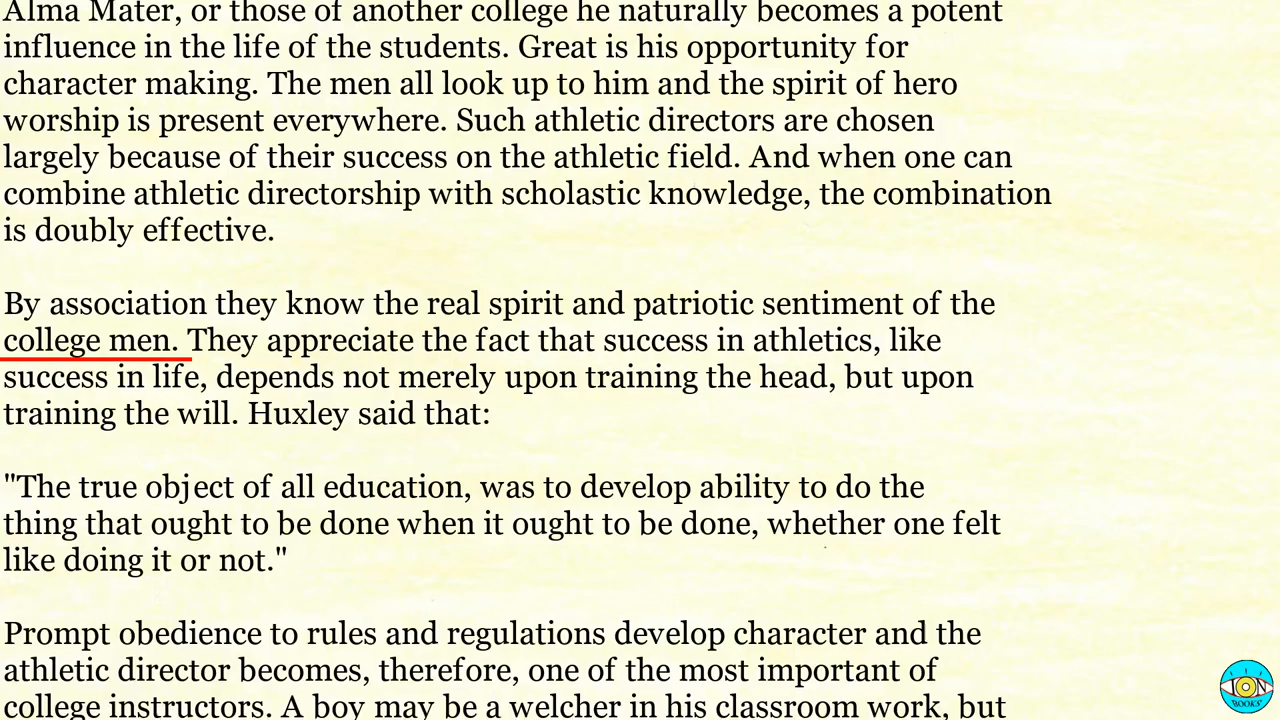 Alma Mater, or those of another college he naturally becomes a potent
influence in the life of the students. Great is his opportunity for
character making. The men all look up to him and the spirit of hero
worship is present everywhere. Such athletic directors are chosen
largely because of their success on the athletic field. And when one can
combine athletic directorship with scholastic knowledge, the combination
is doubly effective.
By association they know the real spirit and patriotic sentiment of the
college men. They appreciate the fact that success in athletics, like
success in life, depends not merely upon training the head, but upon
training the will. Huxley said that:
"The true object of all education, was to develop ability to do the
thing that ought to be done when it ought to be done, whether one felt
like doing it or not."
Prompt obedience to rules and regulations develop character and the
athletic director becomes, therefore, one of the most important of
college instructors. A boy may be a welcher in his classroom work, but
ION
BOOKS